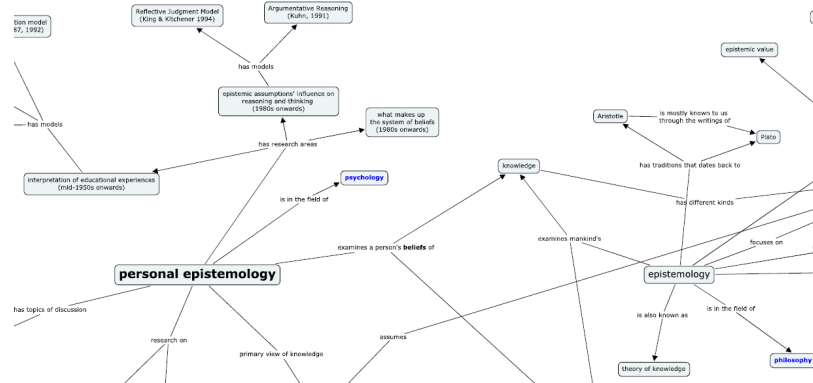 Reflective Judgment Model
(King & Kitchener 1994)
Argumentative Reasoning
(Kuhn, 1991)
tion model
87, 1992)
epistemic value
has models
epistemic assumptions' influence on
reasoning and thinking
(1980s onwards)
what makes up
the system of beliefs
(1980s onwards)
Aristotle
is mostly known to us
through the writings of
Plato
has models
has research areas
has traditions that dates back to
knowledge
interpretation of educational experiences
(mid-1950s onwards)
psychology
is in the field of
has different kinds
examines a person's beliefs of
examines mankind's
focuses on
personal epistemology
epistemology
has topics of discussion
is also known as
is in the field of
research on
assumes
primary view of knowledge
theory of knowledge
philosophy